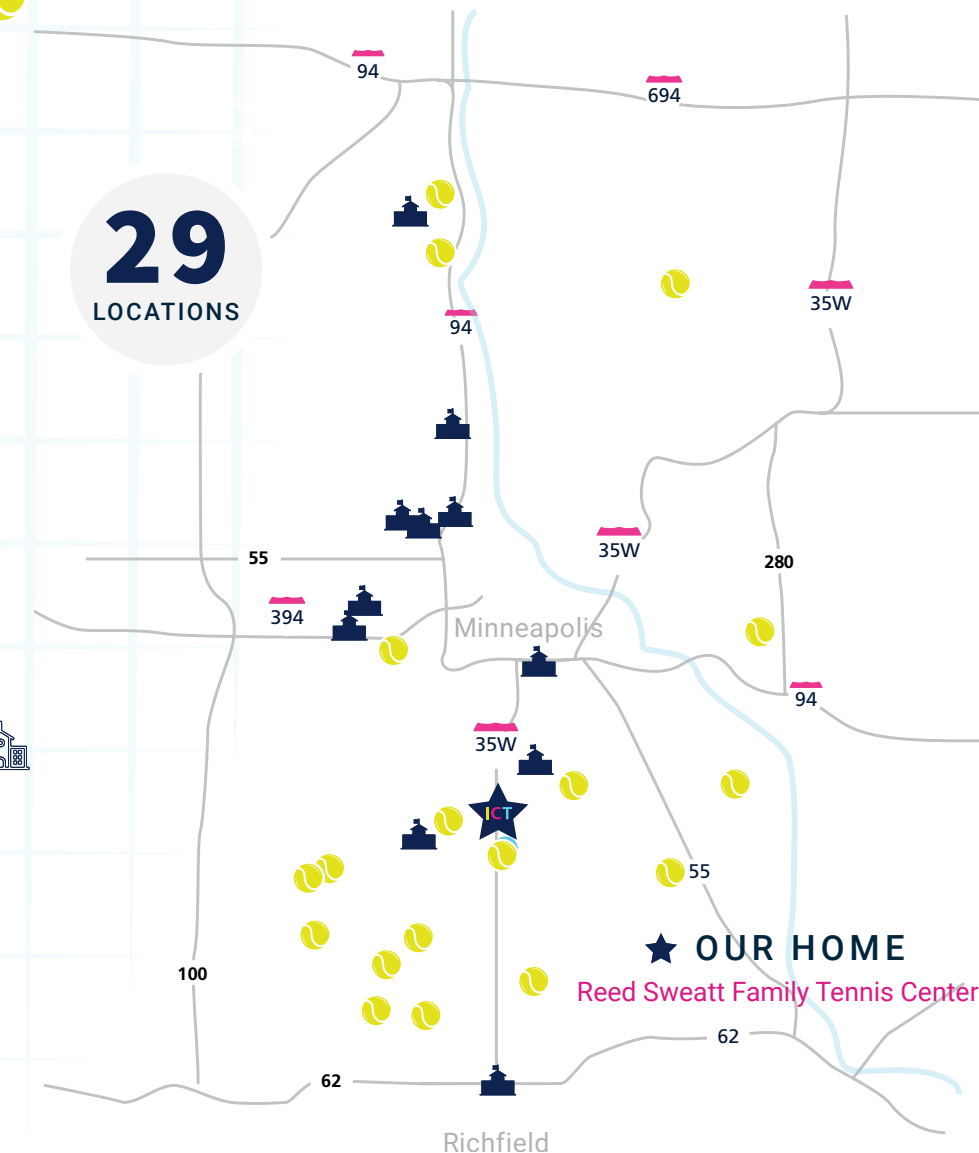 94
694
29
LOCATIONS
35W
94
35W
55
280
394
Minneapolis
94
35W
ICT
55
OUR HOME
100
Reed Sweatt Family Tennis Center
62
62
Richfield